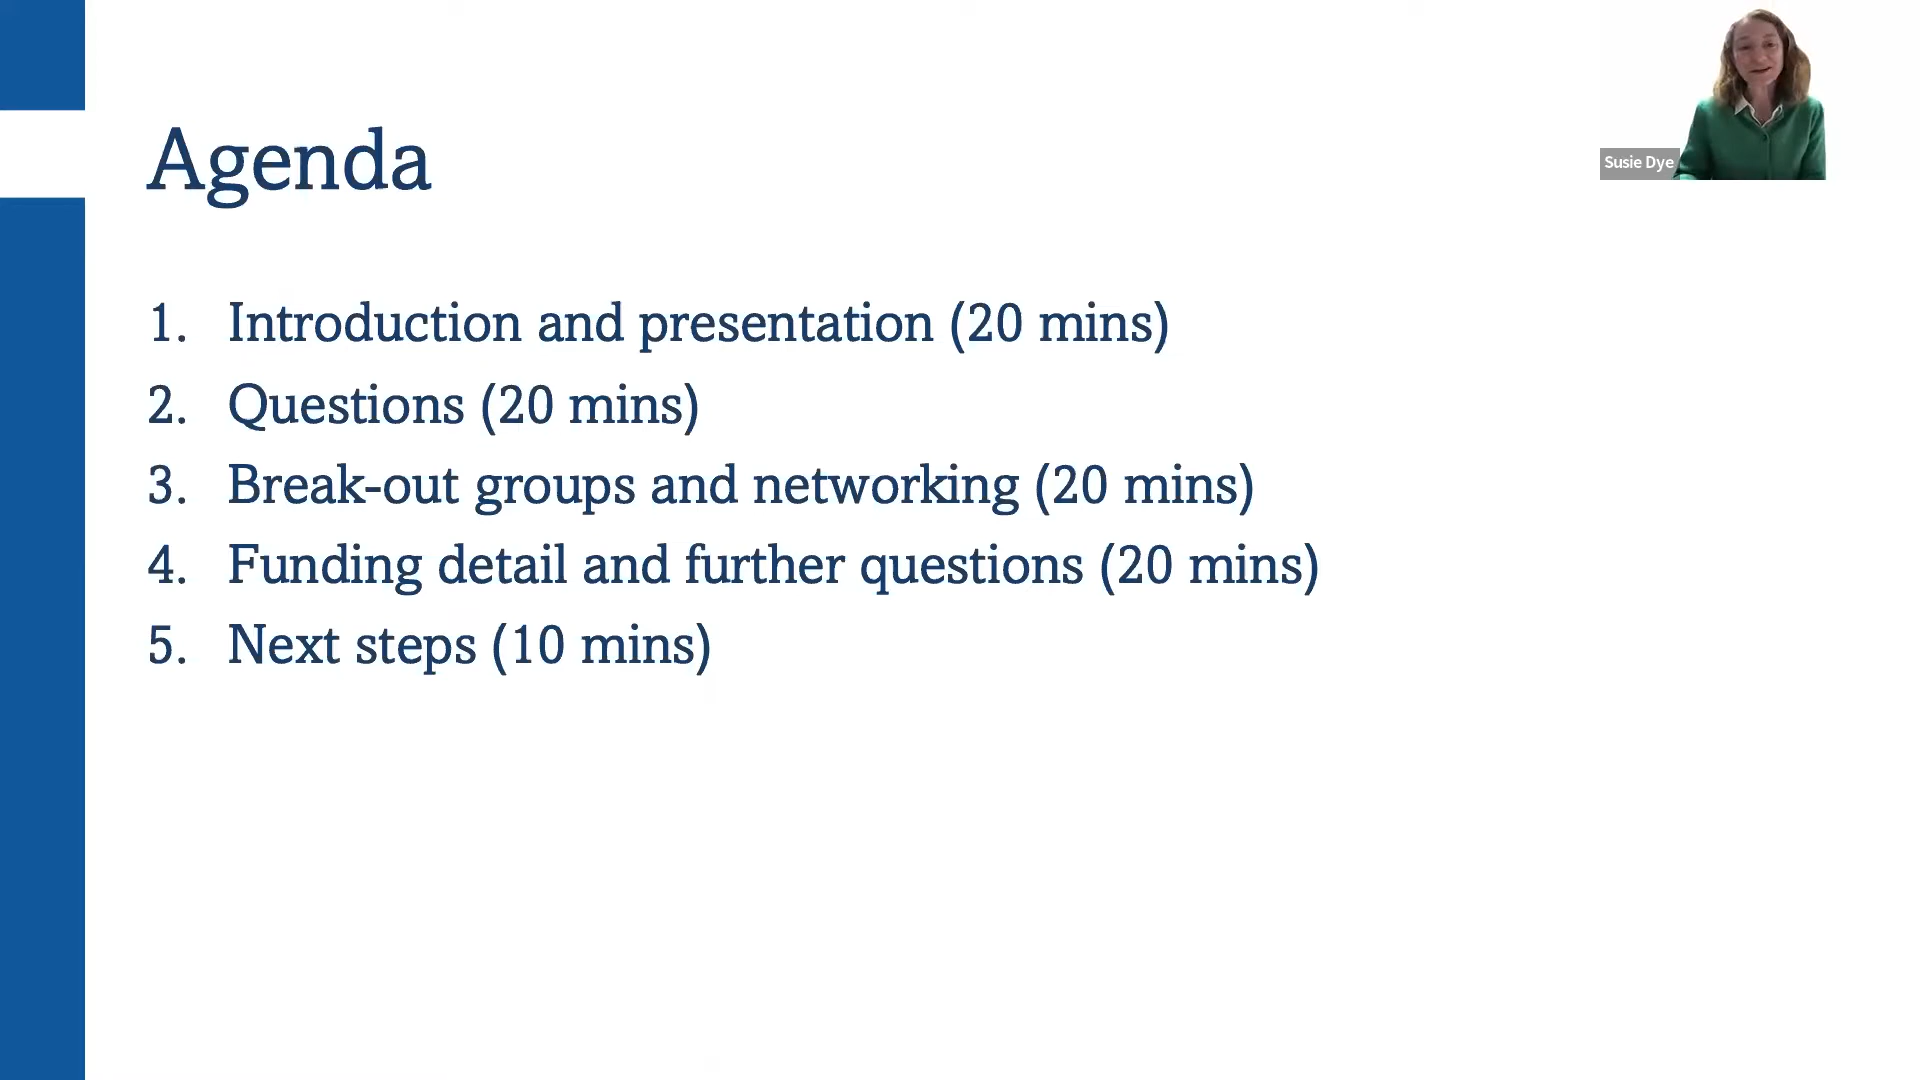 Agenda
Susie Dye
1. Introduction and presentation (20 mins)
2. Questions (20 mins)
3. Break-out groups and networking (20 mins)
4. Funding detail and further questions (20 mins)
5. Next steps (10 mins)